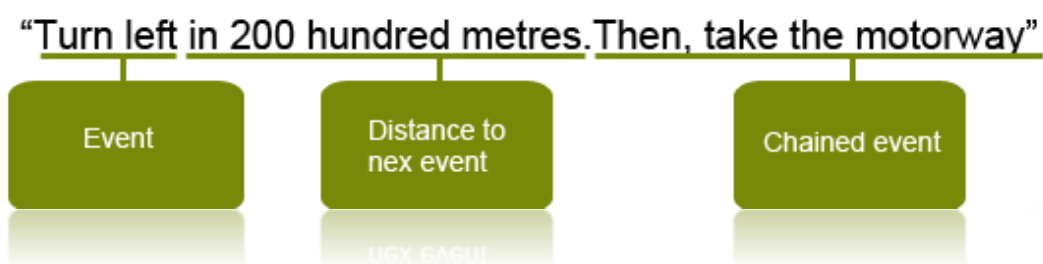 “Turn left in 200 hundred metres.Then, take the motorway”
Event
Distance to
nex event
Chained event